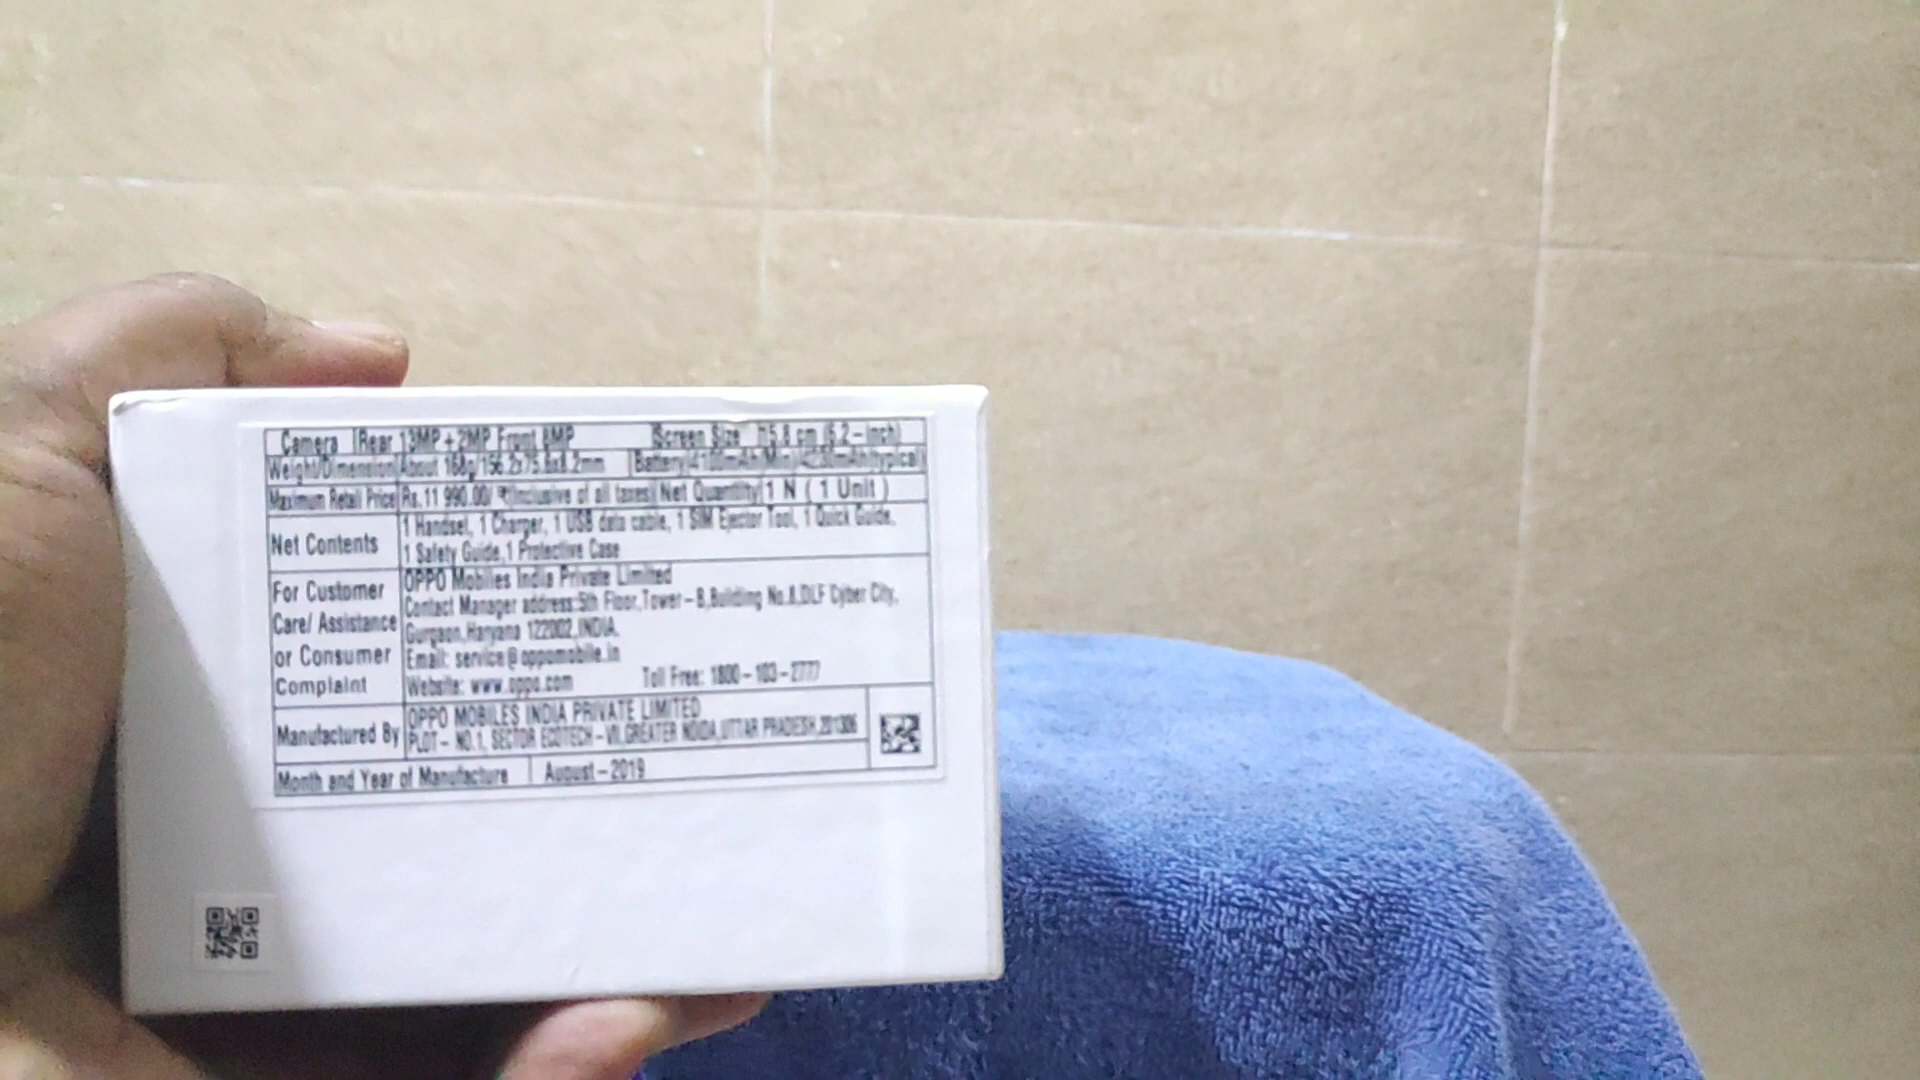 Camera Rear 13MP+2MP Front 8MP Screen Size 15.8 cm (6.2-inch)
Weight/Dimension About 168g/156.2x75.6x8.2mm Battery 4100mAh(Min)/4230mAh(typical)
Maximum Retail Price Rs.11 990.00/ (Inclusive of all taxes) Net Quantity 1 N ( 1 Unit )
Net Contents
1 Handset, 1 Charger, 1 USB data cable, 1 SIM Ejector Tool, 1 Quick Guide,
1 Safety Guide,1 Protective Case
For Customer
Care/ Assistance
or Consumer
Complaint
OPPO Mobiles India Private Limited
Contact Manager address:5th Floor,Tower-B,Building No.8,DLF Cyber City,
Gurgaon,Haryana 122002,INDIA.
Email: service@oppomobile.in
Website: www.oppo.com Toll Free: 1800-103-2777
Manufactured By
OPPO MOBILES INDIA PRIVATE LIMITED
PLOT- NO.1, SECTOR ECOTECH-VII,GREATER NOIDA,UTTAR PRADESH,201306
Month and Year of Manufacture August-2019